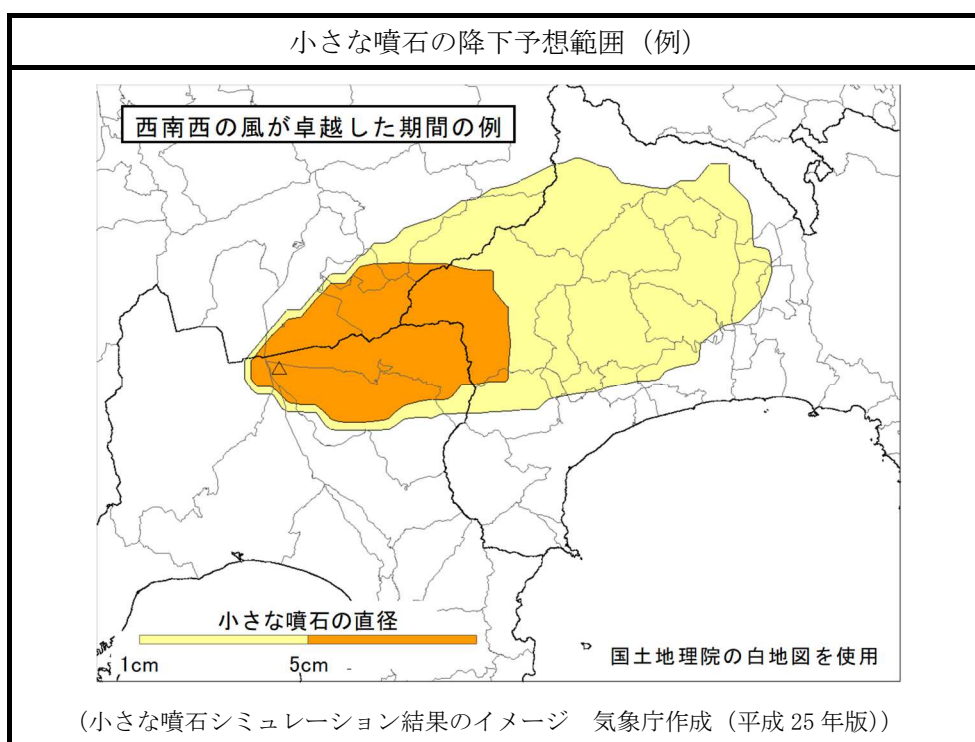 小さな噴石の降下予想範囲（例）
西南西の風が卓越した期間の例
小さな噴石の直径
1cm 5cm
国土地理院の白地図を使用
（小さな噴石シミュレーション結果のイメージ　気象庁作成（平成 25 年版））